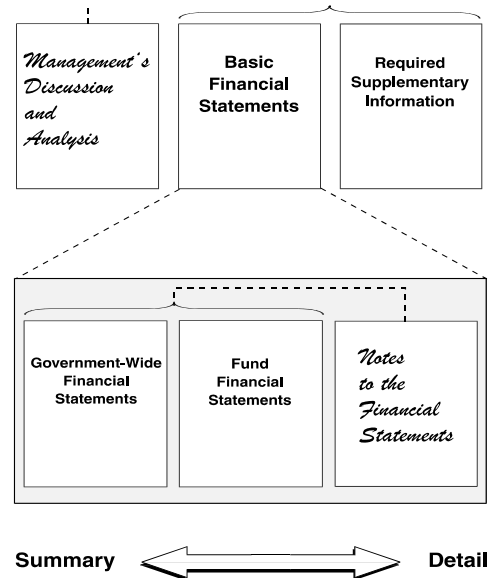 Management's
Discussion
and
Analysis
Basic
Financial
Statements
Required
Supplementary
Information
Government-Wide
Financial
Statements
Fund
Financial
Statements
Notes
to the
Financial
Statements
Summary
Detail